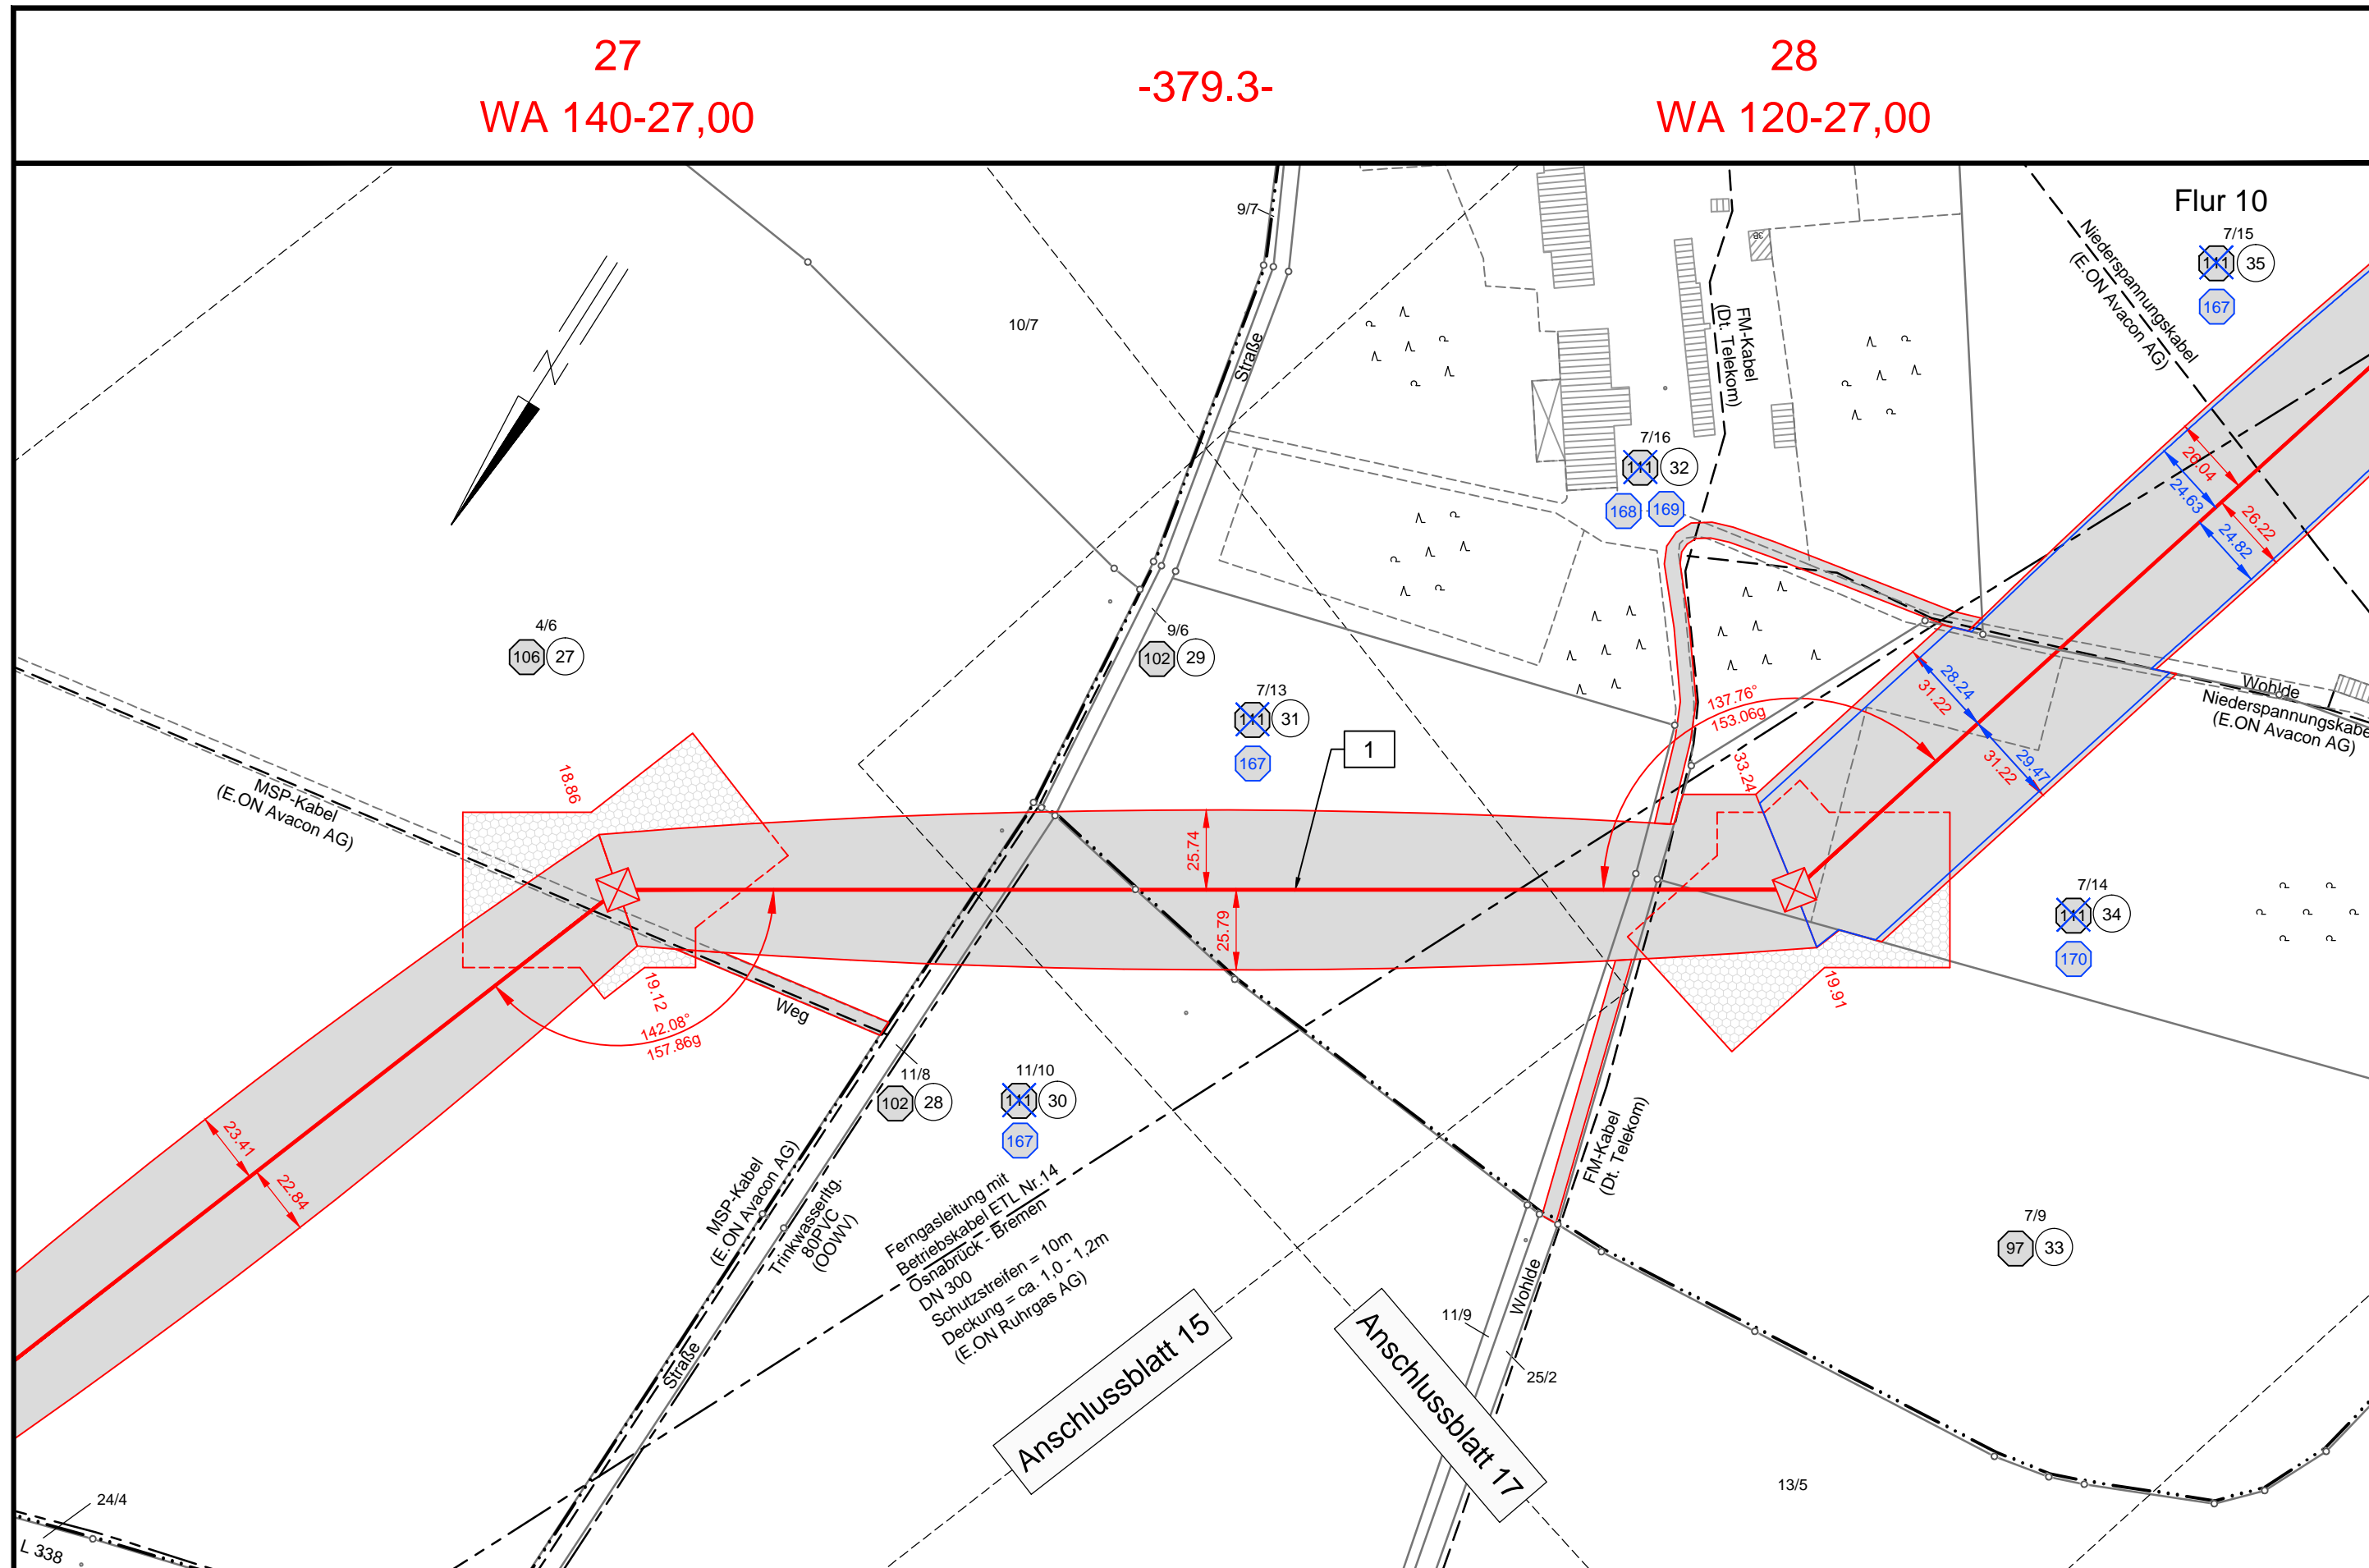 27
WA 140-27,00
-379.3-
28
WA 120-27,00
Flur 10
7/15
111
35
167
9/7
10/7
Straße
3B
FM-Kabel
(Dt. Telekom)
Niederspannungskabel
(E.ON Avacon AG)
7/16
111
32
168
169
26.04
24.63
26.22
24.82
4/6
106
27
9/6
102
29
7/13
111
31
167
1
137.76°
153.06g
28.24
31.22
29.47
31.22
33.24
Wohlde
Niederspannungskabel
(E.ON Avacon AG)
MSP-Kabel
(E.ON Avacon AG)
18.86
25.74
25.79
7/14
111
34
170
19.12
142.08°
157.86g
Weg
19.91
11/8
102
28
11/10
111
30
167
23.41
22.84
MSP-Kabel
(E.ON Avacon AG)
Trinkwasserltg.
80PVC
(OOWV)
Ferngasleitung mit
Betriebskabel ETL Nr.14
Osnabrück - Bremen
DN 300
Schutzstreifen = 10m
Deckung = ca. 1,0 - 1,2m
(E.ON Ruhrgas AG)
FM-Kabel
(Dt. Telekom)
7/9
97
33
Wohlde
11/9
25/2
Straße
Anschlussblatt 15
Anschlussblatt 17
13/5
24/4
L 338